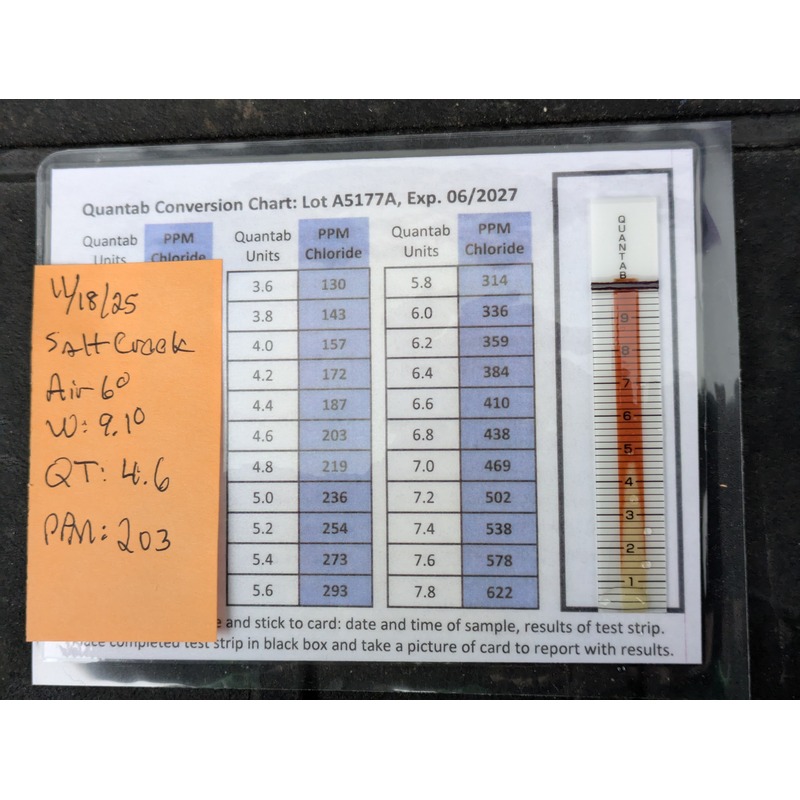 Quantab Conversion Chart: Lot A5177A, Exp. 06/2027
Quantab Units PPM Chloride
Quantab Units PPM Chloride
Quantab Units PPM Chloride
3.6 130 5.8 314
3.8 143 6.0 336
4.0 157 6.2 359
4.2 172 6.4 384
4.4 187 6.6 410
4.6 203 6.8 438
4.8 219 7.0 469
5.0 236 7.2 502
5.2 254 7.4 538
5.4 273 7.6 578
5.6 293 7.8 622
11/18/25
Salt Creek
Air 6°
W: 9.1°
QT: 4.6
PPM: 203
QUANTAB
9
8
7
6
5
4
3
2
1
and stick to card: date and time of sample, results of test strip.
completed test strip in black box and take a picture of card to report with results.